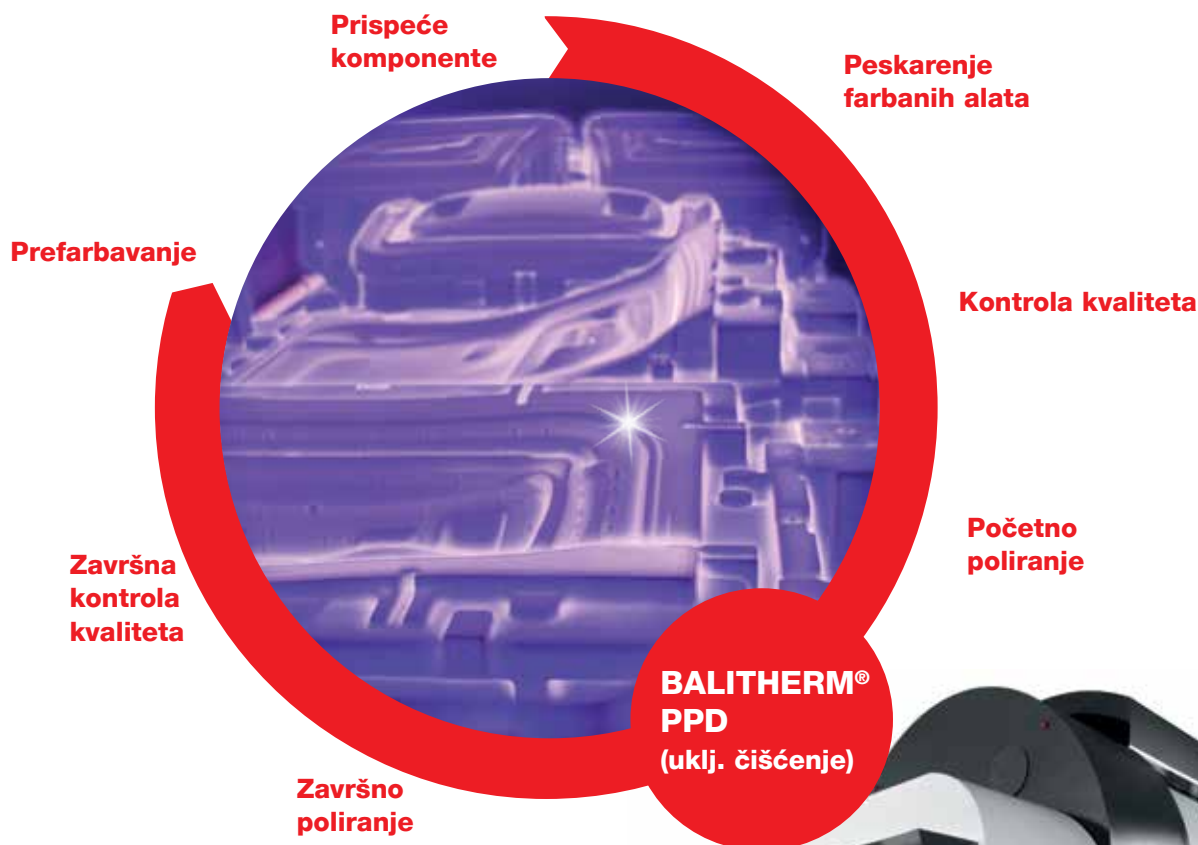 Prispeće
komponente
Peskarenje
farbanih alata
Kontrola kvaliteta
Početno
poliranje
BALITHERM®
PPD
(uklj. čišćenje)
Završno
poliranje
Završna
kontrola
kvaliteta
Prefarbavanje